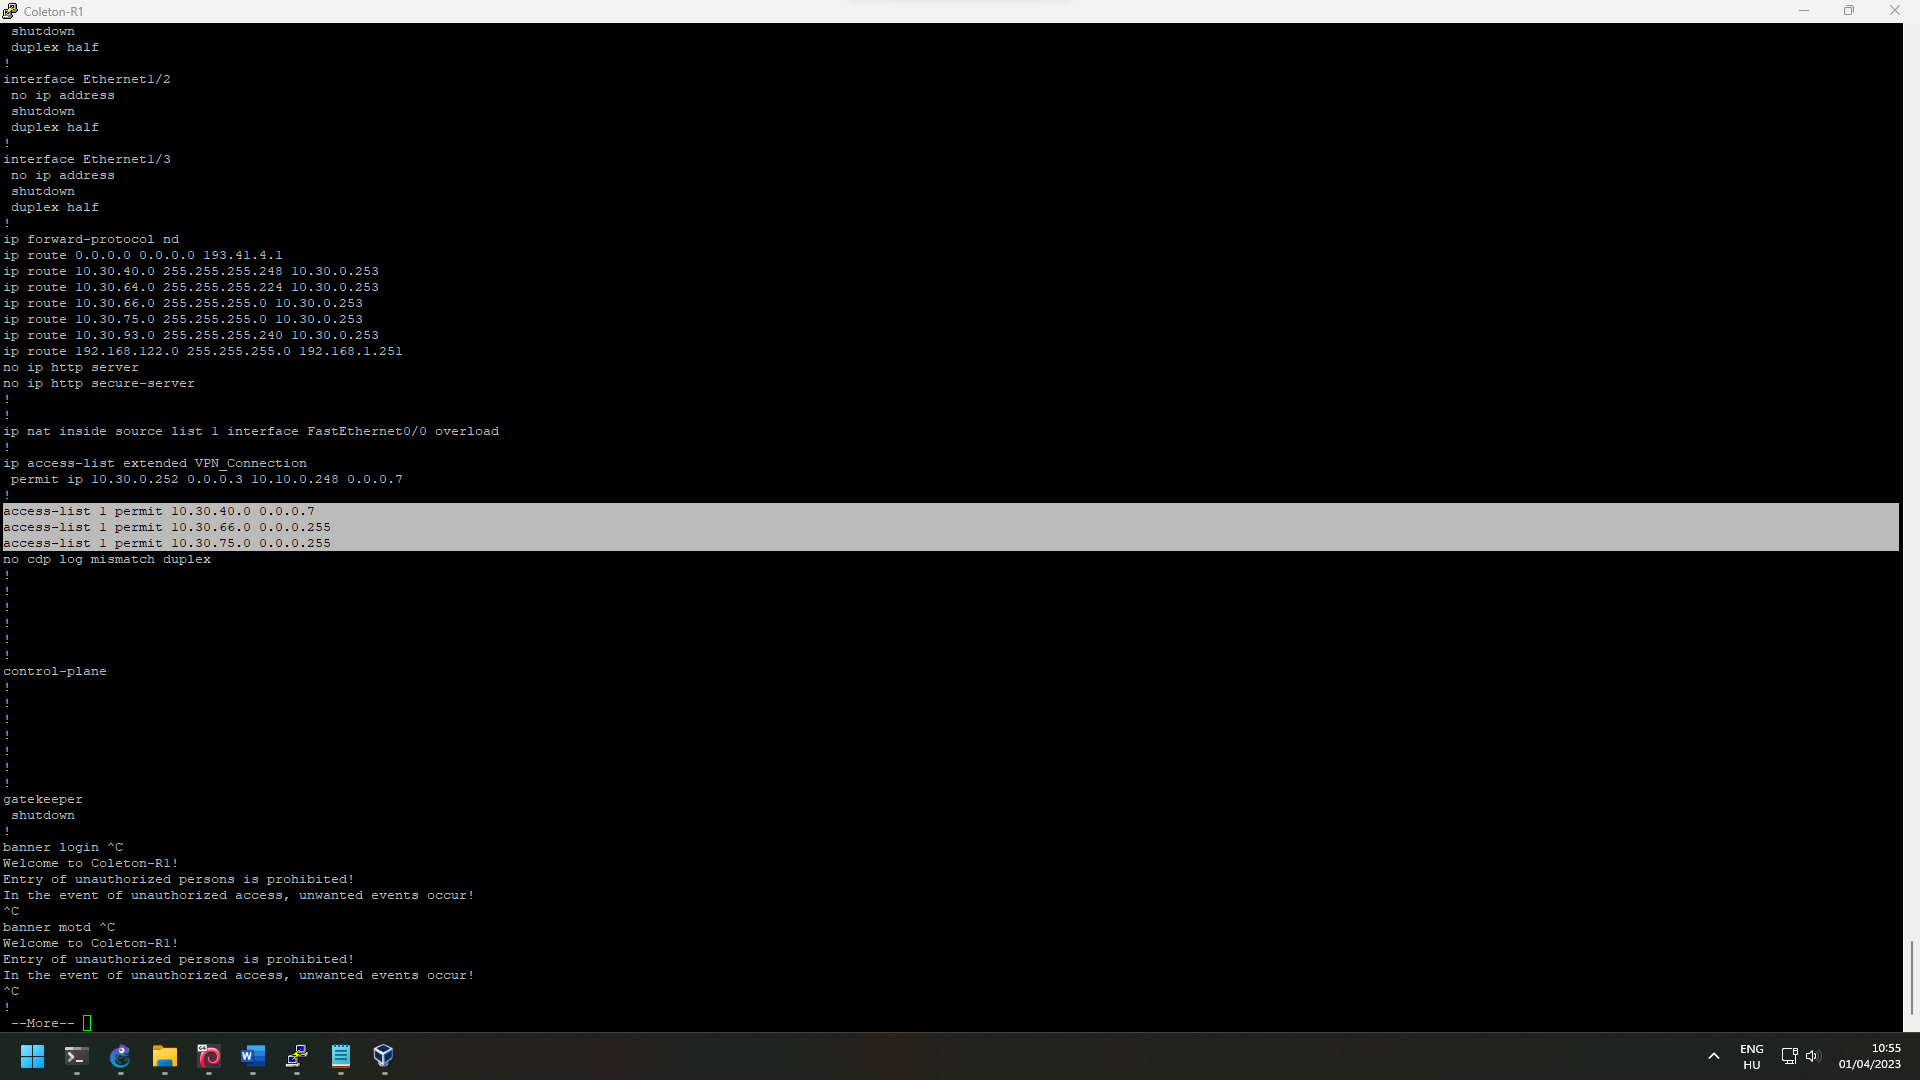 Coleton-R1
 shutdown
 duplex half
!
interface Ethernet1/2
 no ip address
 shutdown
 duplex half
!
interface Ethernet1/3
 no ip address
 shutdown
 duplex half
!
ip forward-protocol nd
ip route 0.0.0.0 0.0.0.0 193.41.4.1
ip route 10.30.40.0 255.255.255.248 10.30.0.253
ip route 10.30.64.0 255.255.255.224 10.30.0.253
ip route 10.30.66.0 255.255.255.0 10.30.0.253
ip route 10.30.75.0 255.255.255.0 10.30.0.253
ip route 10.30.93.0 255.255.255.240 10.30.0.253
ip route 192.168.122.0 255.255.255.0 192.168.1.251
no ip http server
no ip http secure-server
!
!
ip nat inside source list 1 interface FastEthernet0/0 overload
!
ip access-list extended VPN_Connection
 permit ip 10.30.0.252 0.0.0.3 10.10.0.248 0.0.0.7
!
access-list 1 permit 10.30.40.0 0.0.0.7
access-list 1 permit 10.30.66.0 0.0.0.255
access-list 1 permit 10.30.75.0 0.0.0.255
no cdp log mismatch duplex
!
!
!
!
!
!
control-plane
!
!
!
!
!
!
!
gatekeeper
 shutdown
!
banner login ^C
Welcome to Coleton-R1!
Entry of unauthorized persons is prohibited!
In the event of unauthorized access, unwanted events occur!
^C
banner motd ^C
Welcome to Coleton-R1!
Entry of unauthorized persons is prohibited!
In the event of unauthorized access, unwanted events occur!
^C
!
 --More--
ENG
HU
10:55
01/04/2023